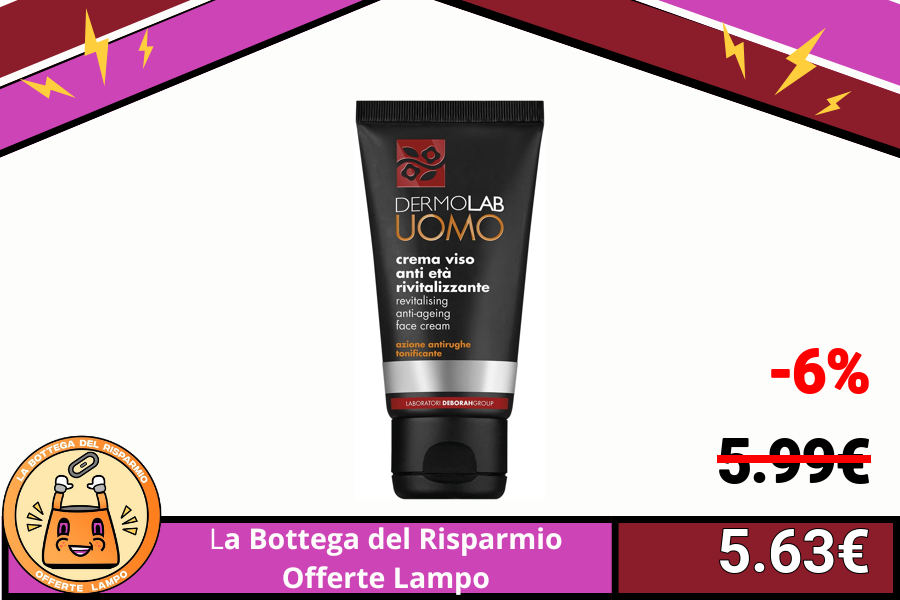 DERMOLAB
UOMO
crema viso
anti età
rivitalizzante
revitalising
anti-ageing
face cream
azione antirughe
tonificante
LABORATORI DEBORAHGROUP
-6%
5.99€
LA BOTTEGA DEL RISPARMIO
OFFERTE LAMPO
La Bottega del Risparmio
Offerte Lampo
5.63€